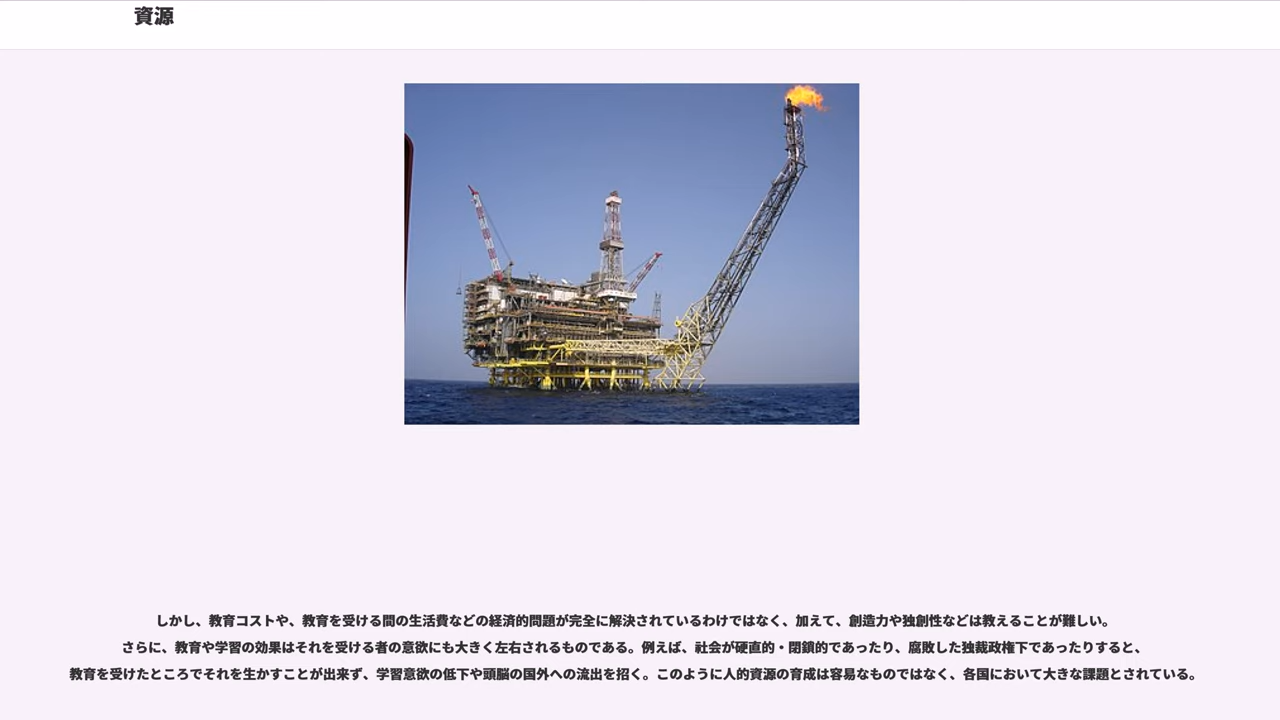 資源
しかし、教育コストや、教育を受ける間の生活費などの経済的問題が完全に解決されているわけではなく、加えて、創造力や独創性などは教えることが難しい。
さらに、教育や学習の効果はそれを受ける者の意欲にも大きく左右されるものである。例えば、社会が硬直的・閉鎖的であったり、腐敗した独裁政権下であったりすると、
教育を受けたところでそれを生かすことが出来ず、学習意欲の低下や頭脳の国外への流出を招く。このように人的資源の育成は容易なものではなく、各国において大きな課題とされている。